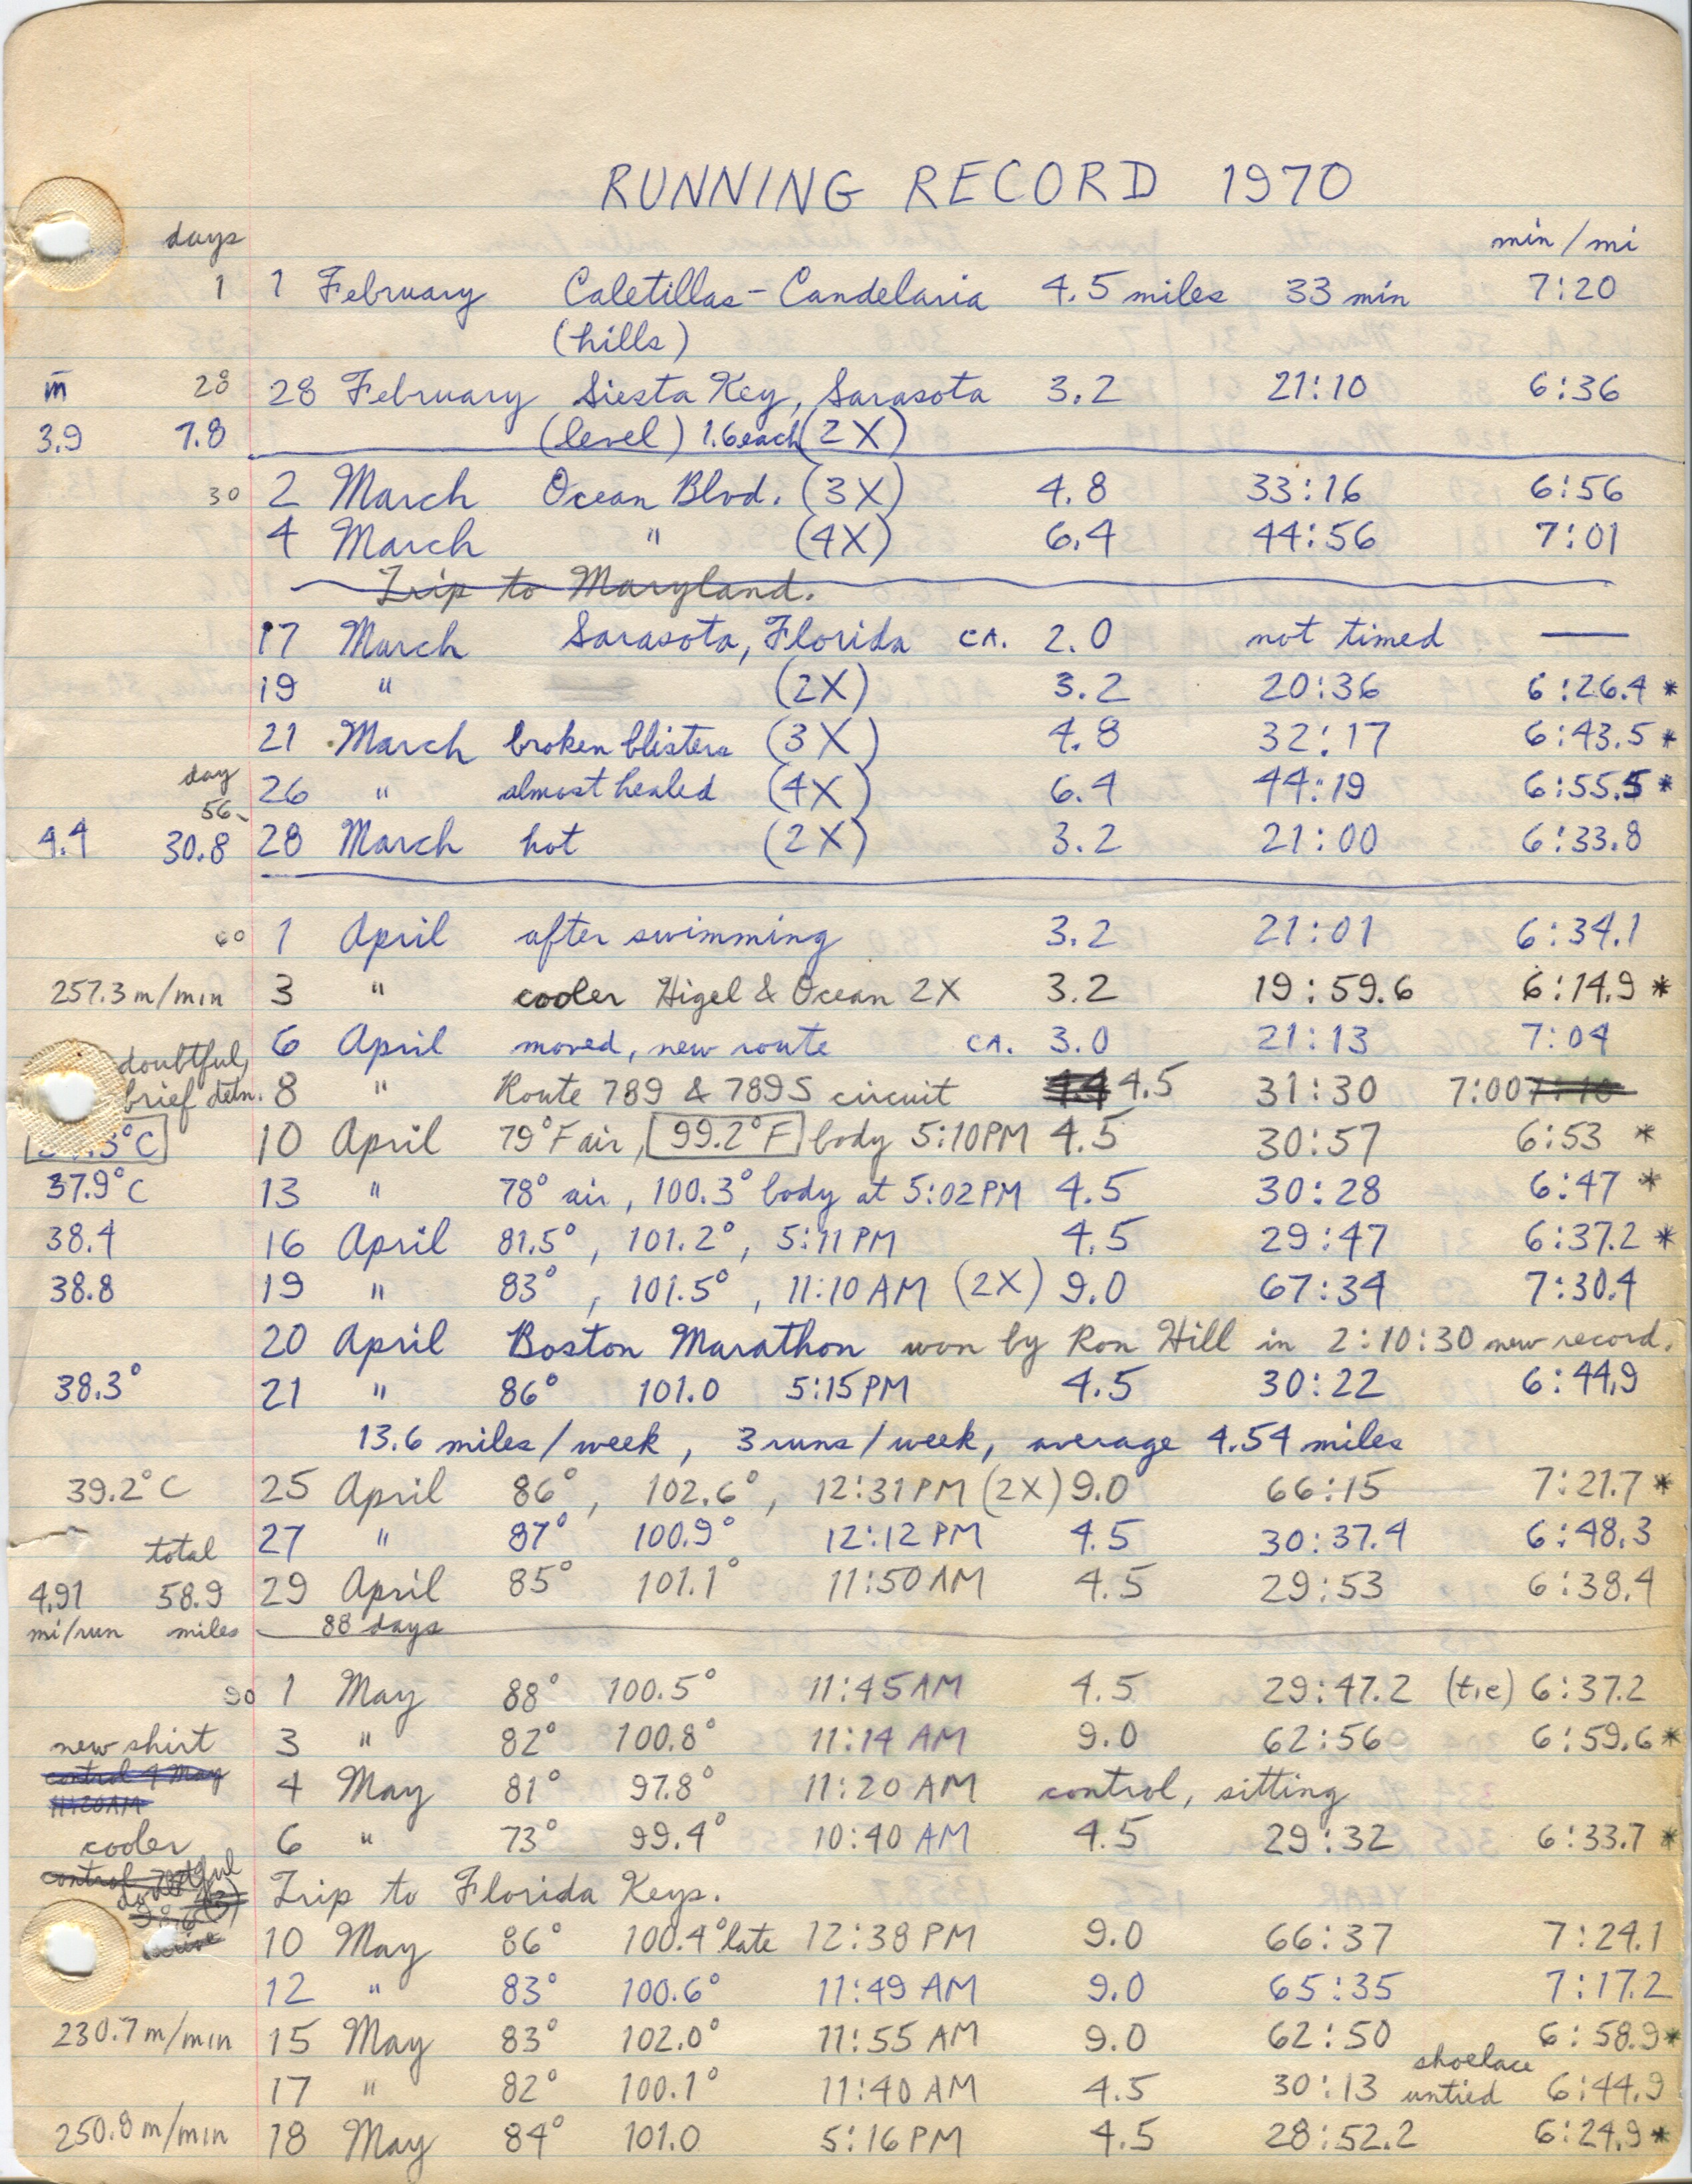 RUNNING RECORD 1970
days min/mi
1 1 February Caletillas-Candelaria 4.5 miles 33 min 7:20
(hills)
m̄ 28 28 February Siesta Key, Sarasota 3.2 21:10 6:36
3.9 7.8 (level) 1.6 each (2X)
30 2 March Ocean Blvd. (3X) 4.8 33:16 6:56
4 March " (4X) 6.4 44:56 7:01
Trip to Maryland.
17 March Sarasota, Florida CA. 2.0 not timed —
19 " (2X) 3.2 20:36 6:26.4 *
21 March broken blisters (3X) 4.8 32:17 6:43.5 *
day
56 26 " almost healed (4X) 6.4 44:19 6:55.5 *
4.4 30.8 28 March hot (2X) 3.2 21:00 6:33.8
60 1 April after swimming 3.2 21:01 6:34.1
257.3 m/min 3 " cooler Higel & Ocean 2X 3.2 19:59.6 6:14.9 *
6 April moved, new route CA. 3.0 21:13 7:04
doubtful,
brief detn. 8 " Route 789 & 789S circuit 4.5 31:30 7:00
3°C 10 April 79°F air, 99.2°F body 5:10PM 4.5 30:57 6:53 *
37.9°C 13 " 78° air, 100.3° body at 5:02PM 4.5 30:28 6:47 *
38.4 16 April 81.5°, 101.2°, 5:11PM 4.5 29:47 6:37.2 *
38.8 19 " 83°, 101.5°, 11:10AM (2X) 9.0 67:34 7:30.4
20 April Boston Marathon won by Ron Hill in 2:10:30 new record.
38.3° 21 " 86° 101.0 5:15PM 4.5 30:22 6:44.9
13.6 miles/week, 3 runs/week, average 4.54 miles
39.2°C 25 April 86°, 102.6°, 12:31PM (2X) 9.0 66:15 7:21.7 *
27 " 87° 100.9° 12:12PM 4.5 30:37.4 6:48.3
total
4.91 58.9 29 April 85° 101.1° 11:50AM 4.5 29:53 6:38.4
mi/run miles 88 days
90 1 May 88° 100.5° 11:45AM 4.5 29:47.2 (tie) 6:37.2
new shirt 3 " 82° 100.8° 11:14 AM 9.0 62:56 6:59.6 *
control 4 May
11:20AM
4 May 81° 97.8° 11:20 AM control, sitting
cooler 6 " 73° 99.4° 10:40 AM 4.5 29:32 6:33.7 *
control doubtful
Trip to Florida Keys.
10 May 86° 100.4° late 12:38 PM 9.0 66:37 7:24.1
12 " 83° 100.6° 11:49 AM 9.0 65:35 7:17.2
230.7 m/min 15 May 83° 102.0° 11:55 AM 9.0 62:50 6:58.9 *
17 " 82° 100.1° 11:40 AM 4.5 30:13 shoelace untied 6:44.9
250.8 m/min 18 May 84° 101.0 5:16 PM 4.5 28:52.2 6:24.9 *